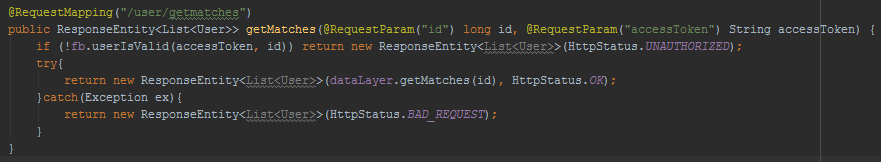 @RequestMapping("/user/getmatches")
public ResponseEntity<List<User>> getMatches(@RequestParam("id") long id, @RequestParam("accessToken") String accessToken) {
    if (!fb.userIsValid(accessToken, id)) return new ResponseEntity<List<User>>(HttpStatus.UNAUTHORIZED);
    try{
        return new ResponseEntity<List<User>>(dataLayer.getMatches(id), HttpStatus.OK);
    }catch(Exception ex){
        return new ResponseEntity<List<User>>(HttpStatus.BAD_REQUEST);
    }
}